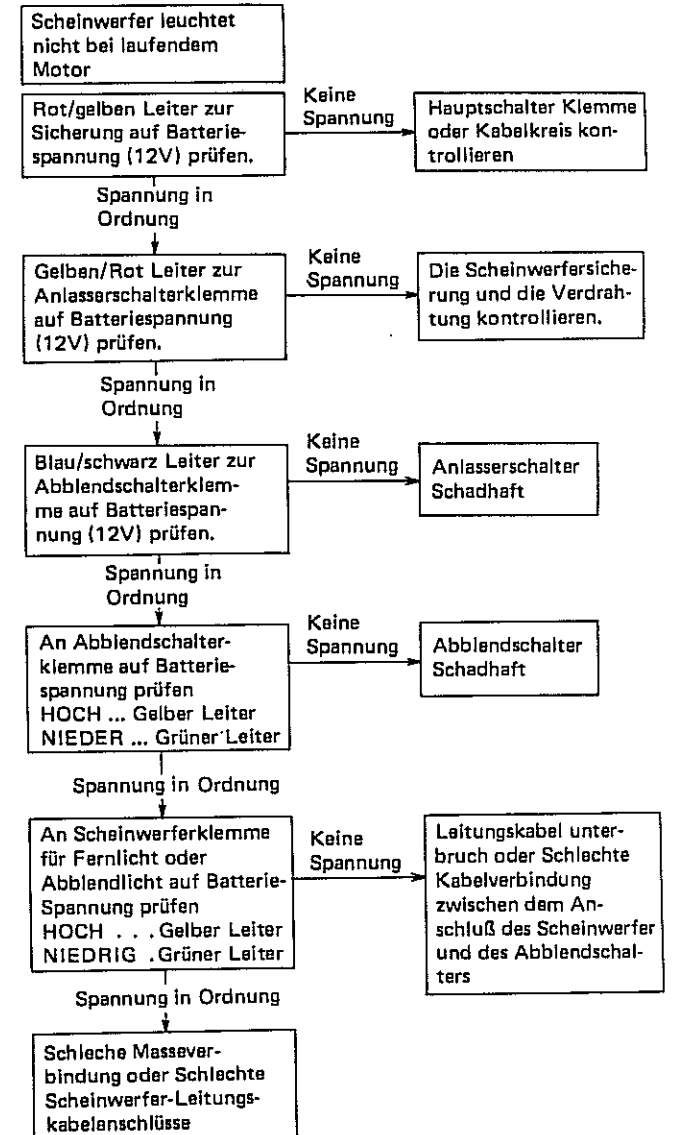 Scheinwerfer leuchtet
nicht bei laufendem
Motor
Rot/gelben Leiter zur
Sicherung auf Batterie-
spannung (12V) prüfen.
Keine
Spannung
Hauptschalter Klemme
oder Kabelkreis kon-
trollieren
Spannung in
Ordnung
Gelben/Rot Leiter zur
Anlasserschalterklemme
auf Batteriespannung
(12V) prüfen.
Keine
Spannung
Die Scheinwerfersiche-
rung und die Verdrah-
tung kontrollieren.
Spannung in
Ordnung
Blau/schwarz Leiter zur
Abblendschalterklem-
me auf Batteriespan-
nung (12V) prüfen.
Keine
Spannung
Anlasserschalter
Schadhaft
Spannung in
Ordnung
An Abblendschalter-
klemme auf Batterie-
spannung prüfen
HOCH ... Gelber Leiter
NIEDER ... Grüner Leiter
Keine
Spannung
Abblendschalter
Schadhaft
Spannung in Ordnung
An Scheinwerferklemme
für Fernlicht oder
Abblendlicht auf Batterie-
Spannung prüfen
HOCH . . . Gelber Leiter
NIEDRIG . Grüner Leiter
Keine
Spannung
Leitungskabel unter-
bruch oder Schlechte
Kabelverbindung
zwischen dem An-
schluß des Scheinwerfer
und des Abblendschal-
ters
Spannung in Ordnung
Schleche Massever-
bindung oder Schlechte
Scheinwerfer-Leitungs-
kabelanschlüsse